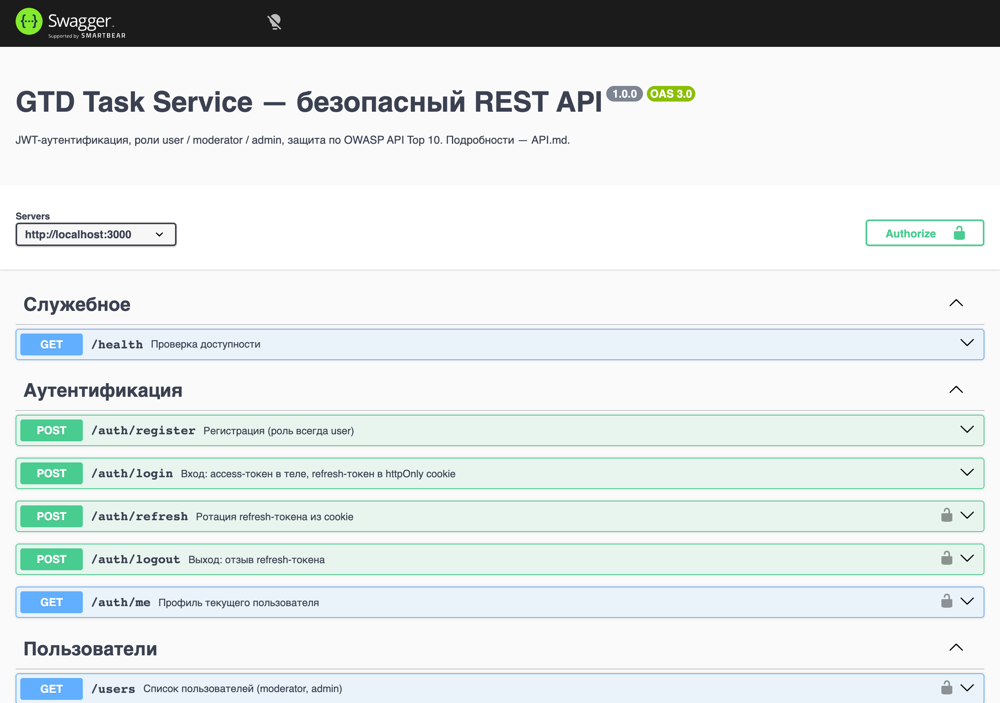 {···} Swagger™
Supported by SMARTBEAR
GTD Task Service — безопасный REST API 1.0.0 OAS 3.0
JWT-аутентификация, роли user / moderator / admin, защита по OWASP API Top 10. Подробности — API.md.
Servers
http://localhost:3000
Authorize
Служебное
GET /health Проверка доступности
Аутентификация
POST /auth/register Регистрация (роль всегда user)
POST /auth/login Вход: access-токен в теле, refresh-токен в httpOnly cookie
POST /auth/refresh Ротация refresh-токена из cookie
POST /auth/logout Выход: отзыв refresh-токена
GET /auth/me Профиль текущего пользователя
Пользователи
GET /users Список пользователей (moderator, admin)